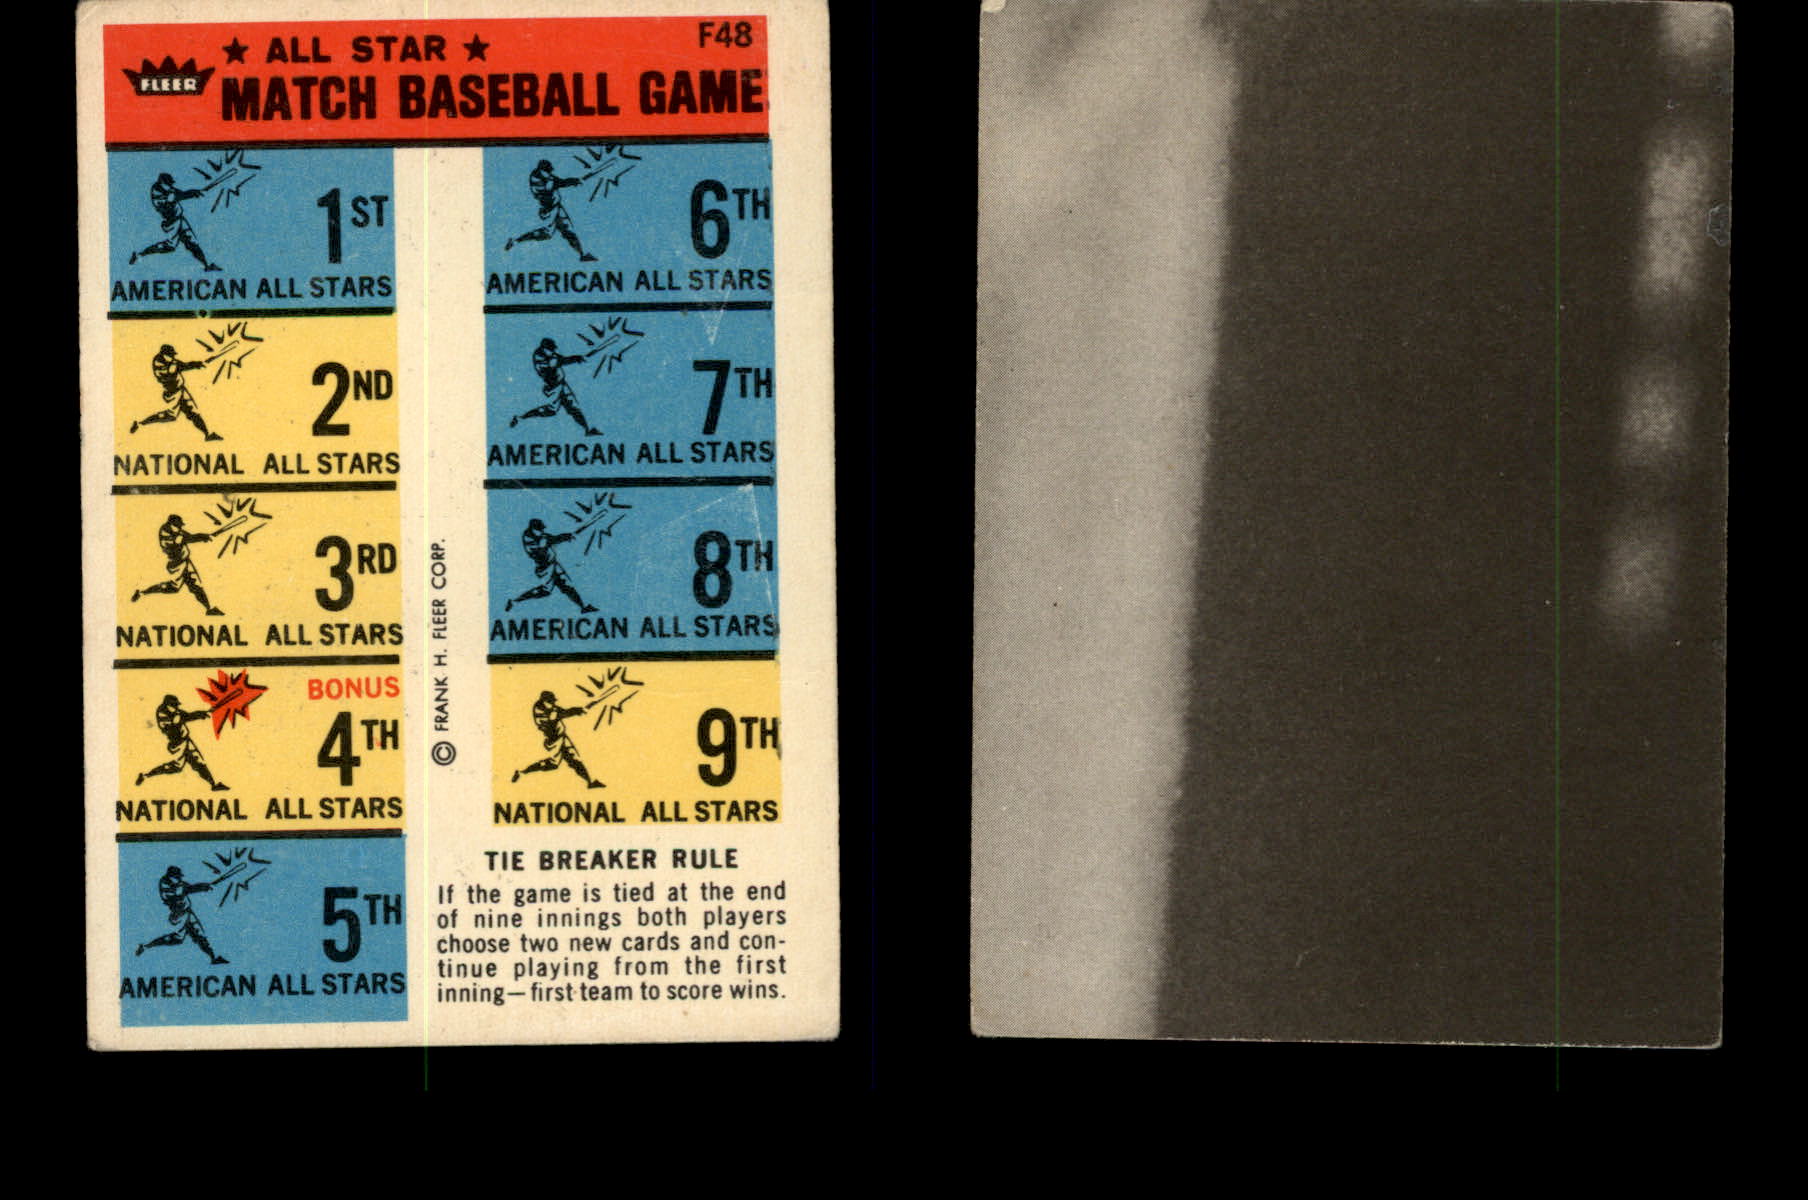 F48
★ ALL STAR ★
FLEER
MATCH BASEBALL GAME
1ST
AMERICAN ALL STARS
2ND
NATIONAL ALL STARS
3RD
NATIONAL ALL STARS
BONUS
4TH
NATIONAL ALL STARS
5TH
AMERICAN ALL STARS
© FRANK H. FLEER CORP.
6TH
AMERICAN ALL STARS
7TH
AMERICAN ALL STARS
8TH
AMERICAN ALL STARS
9TH
NATIONAL ALL STARS
TIE BREAKER RULE
If the game is tied at the end
of nine innings both players
choose two new cards and con-
tinue playing from the first
inning—first team to score wins.